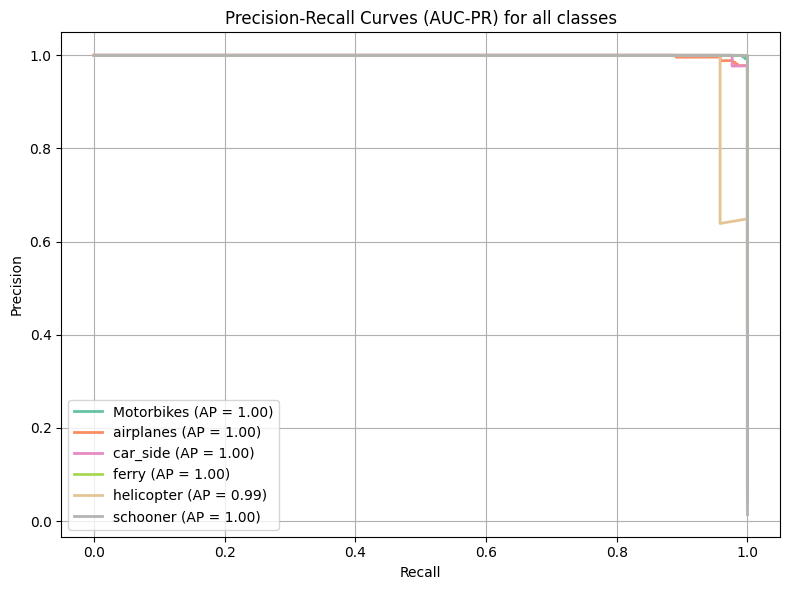 Precision-Recall Curves (AUC-PR) for all classes
1.0
0.8
0.6
0.4
0.2
0.0
Precision
Motorbikes (AP = 1.00)
airplanes (AP = 1.00)
car_side (AP = 1.00)
ferry (AP = 1.00)
helicopter (AP = 0.99)
schooner (AP = 1.00)
0.0 0.2 0.4 0.6 0.8 1.0
Recall